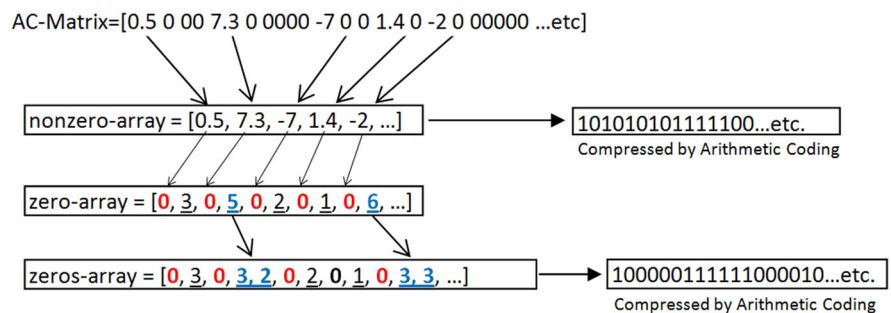 AC-Matrix=[0.5 0 00 7.3 0 0000 -7 0 0 1.4 0 -2 0 00000 ...etc]
nonzero-array = [0.5, 7.3, -7, 1.4, -2, ...]
101010101111100...etc.
Compressed by Arithmetic Coding
zero-array = [0, 3, 0, 5, 0, 2, 0, 1, 0, 6, ...]
zeros-array = [0, 3, 0, 3, 2, 0, 2, 0, 1, 0, 3, 3, ...]
100000111111000010...etc.
Compressed by Arithmetic Coding